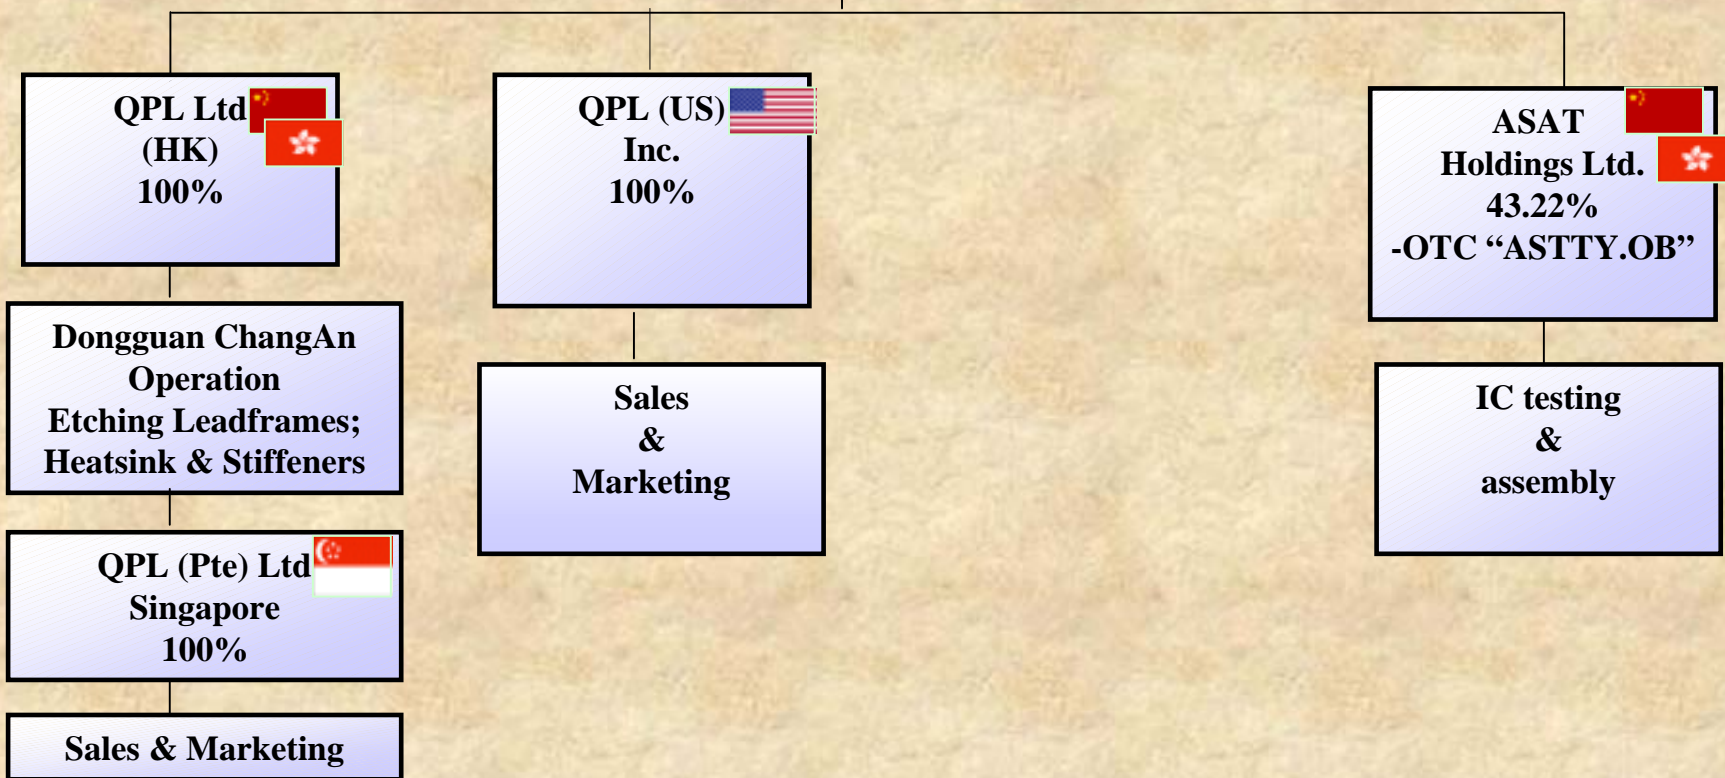 QPL Ltd
(HK)
100%
QPL (US)
Inc.
100%
ASAT
Holdings Ltd.
43.22%
-OTC “ASTTY.OB”
Dongguan ChangAn
Operation
Etching Leadframes;
Heatsink & Stiffeners
Sales
&
Marketing
IC testing
&
assembly
QPL (Pte) Ltd
Singapore
100%
Sales & Marketing